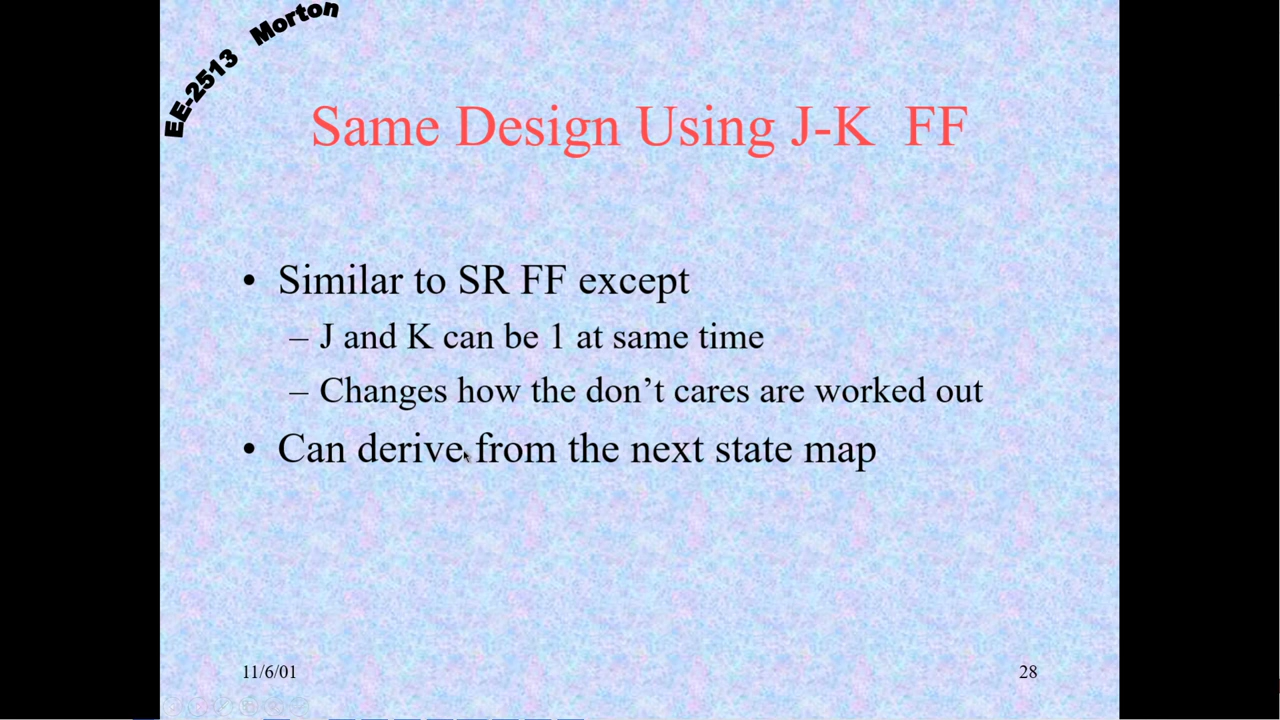 EE-2513 Morton
Same Design Using J-K FF
• Similar to SR FF except
– J and K can be 1 at same time
– Changes how the don’t cares are worked out
• Can derive from the next state map
11/6/01
28